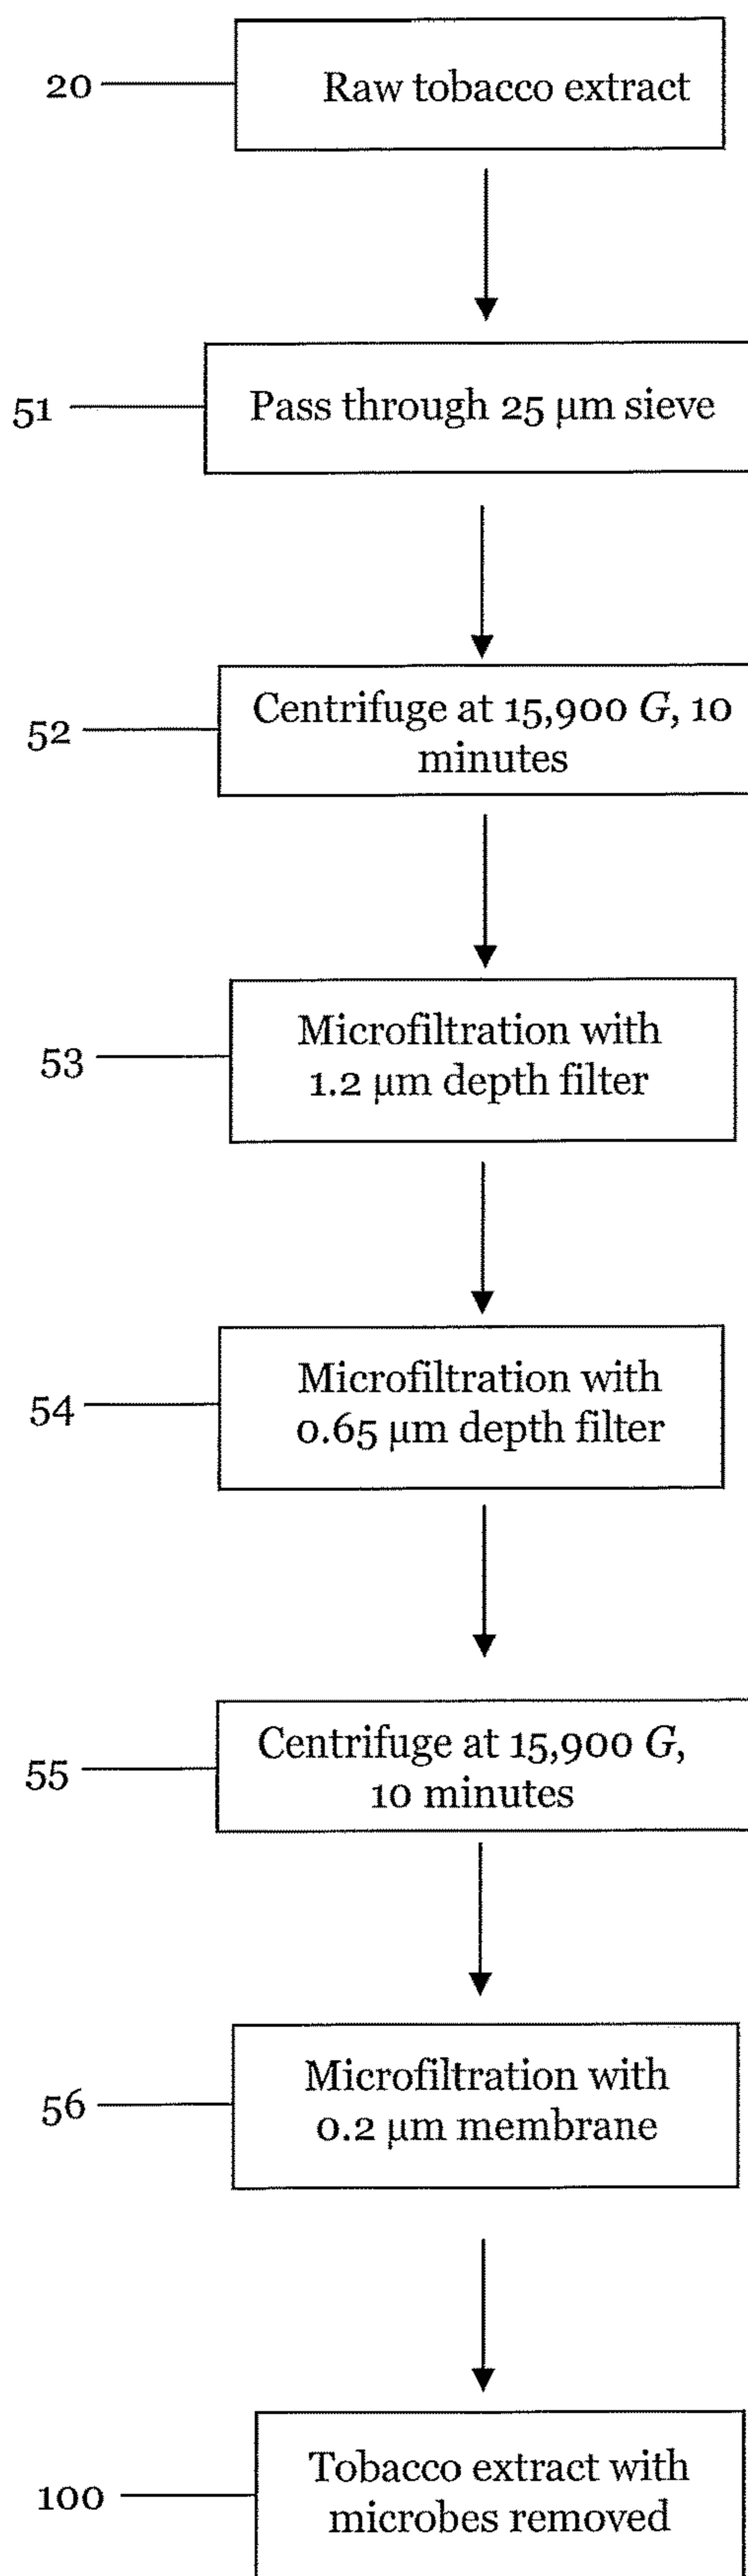 20
Raw tobacco extract
51
Pass through 25 µm sieve
52
Centrifuge at 15,900 G, 10
minutes
53
Microfiltration with
1.2 µm depth filter
54
Microfiltration with
0.65 µm depth filter
55
Centrifuge at 15,900 G,
10 minutes
56
Microfiltration with
0.2 µm membrane
100
Tobacco extract with
microbes removed